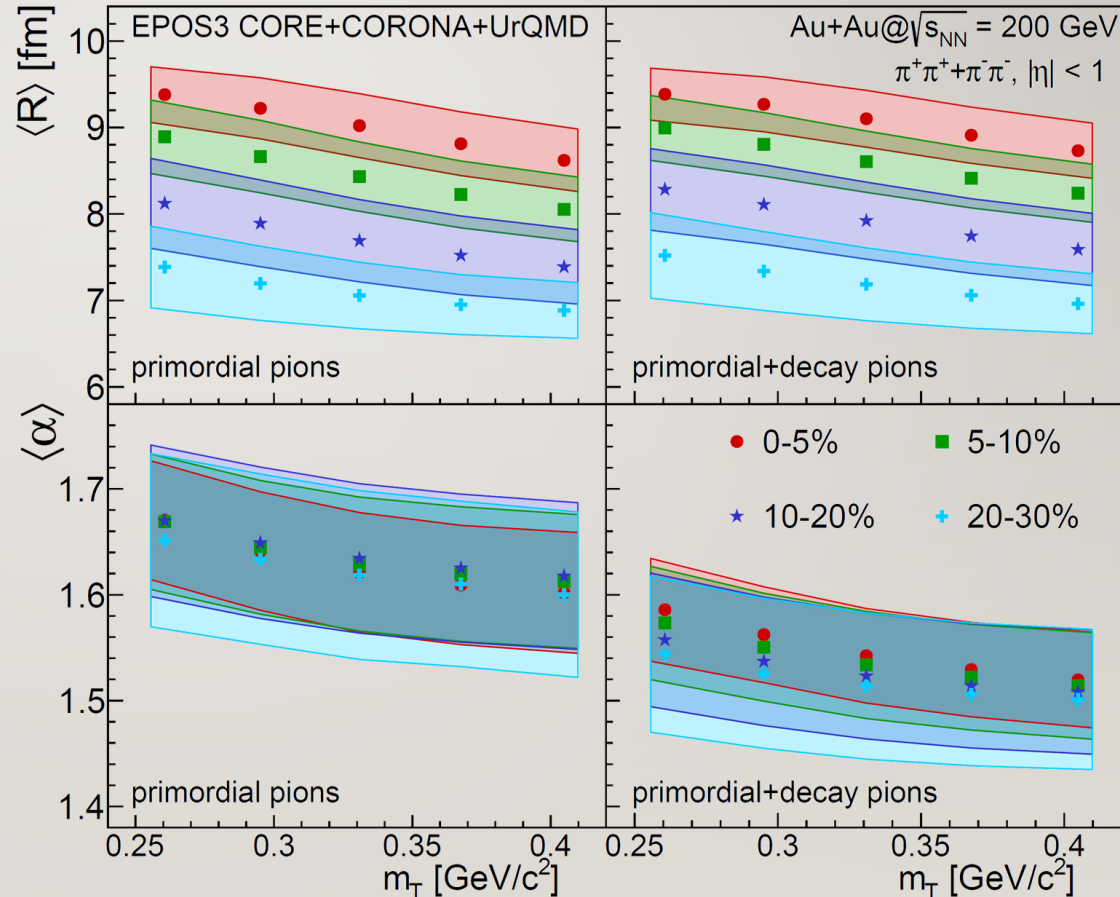 EPOS3 CORE+CORONA+UrQMD
Au+Au@√s_NN = 200 GeV
π⁺π⁺+π⁻π⁻, |η| < 1
⟨R⟩ [fm]
10
9
8
7
6
primordial pions
primordial+decay pions
⟨α⟩
0-5%
5-10%
10-20%
20-30%
1.7
1.6
1.5
1.4
primordial pions
primordial+decay pions
0.25
0.3
0.35
0.4
0.25
0.3
0.35
0.4
m_T [GeV/c²]
m_T [GeV/c²]